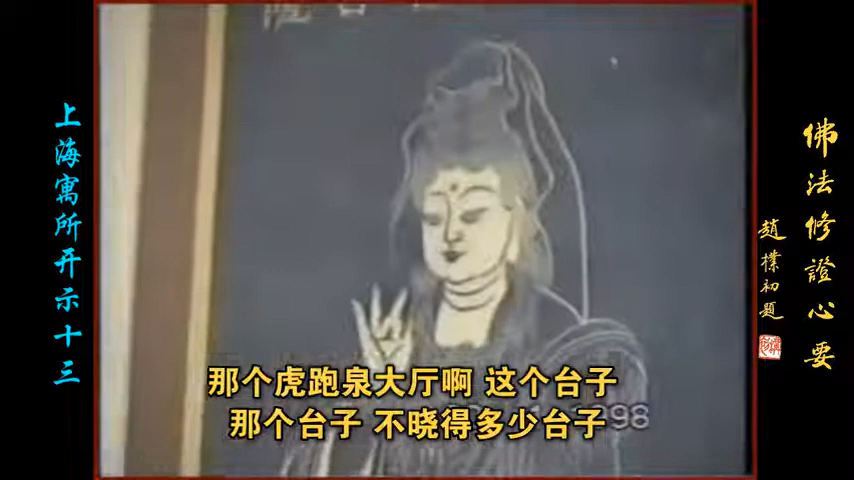 上海寓所开示十三
佛法修證心要
趙樸初題
那个虎跑泉大厅啊 这个台子
那个台子 不晓得多少台子
98